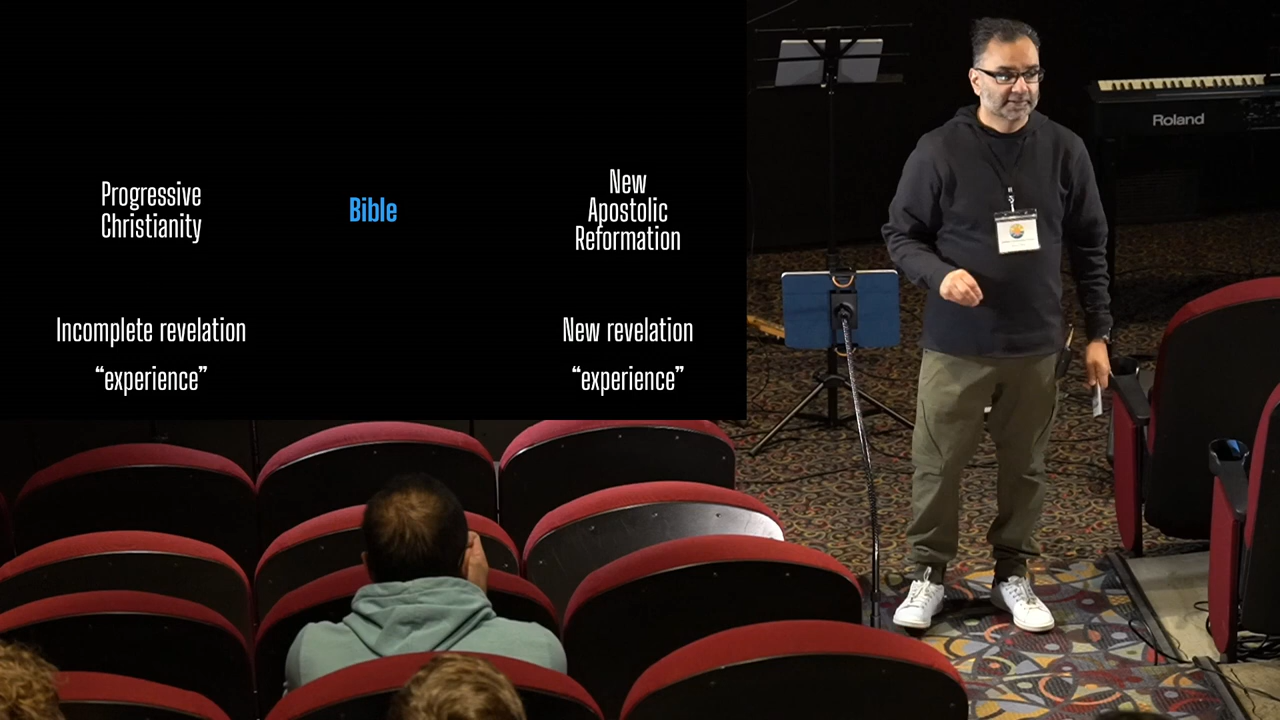 Progressive
Christianity
Bible
New
Apostolic
Reformation
Incomplete revelation
“experience”
New revelation
“experience”
Roland